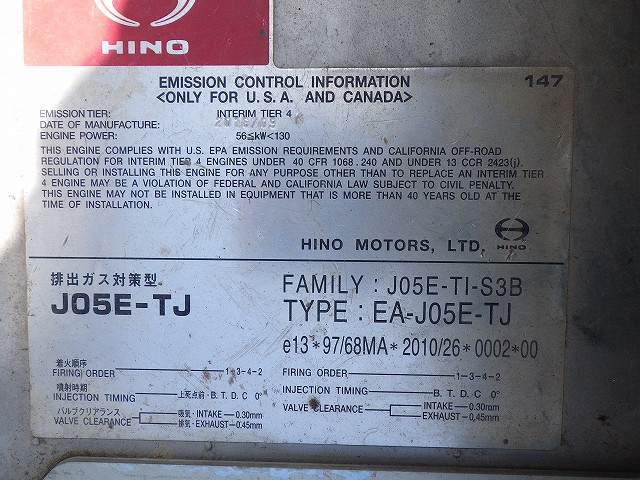 HINO
EMISSION CONTROL INFORMATION 147
<ONLY FOR U.S.A. AND CANADA>
EMISSION TIER: INTERIM TIER 4
DATE OF MANUFACTURE:
ENGINE POWER: 56≦kW<130
THIS ENGINE COMPLIES WITH U.S. EPA EMISSION REQUIREMENTS AND CALIFORNIA OFF-ROAD
REGULATION FOR INTERIM TIER 4 ENGINES UNDER 40 CFR 1068.240 AND UNDER 13 CCR 2423(j).
SELLING OR INSTALLING THIS ENGINE FOR ANY PURPOSE OTHER THAN TO REPLACE AN INTERIM TIER
4 ENGINE MAY BE A VIOLATION OF FEDERAL AND CALIFORNIA LAW SUBJECT TO CIVIL PENALTY.
THIS ENGINE MAY NOT BE INSTALLED IN EQUIPMENT THAT IS MORE THAN 40 YEARS OLD AT THE
TIME OF INSTALLATION.
HINO MOTORS, LTD. HINO
排出ガス対策型
J05E-TJ
着火順序
FIRING ORDER 1-3-4-2
噴射時期
INJECTION TIMING 上死点前・B.T.D.C 0°
バルブクリアランス 吸気・INTAKE 0.30mm
VALVE CLEARANCE 排気・EXHAUST 0.45mm
FAMILY : J05E-TI-S3B
TYPE : EA-J05E-TJ
e13*97/68MA*2010/26*0002*00
FIRING ORDER 1-3-4-2
INJECTION TIMING B.T.D.C 0°
VALVE CLEARANCE INTAKE 0.30mm
EXHAUST 0.45mm